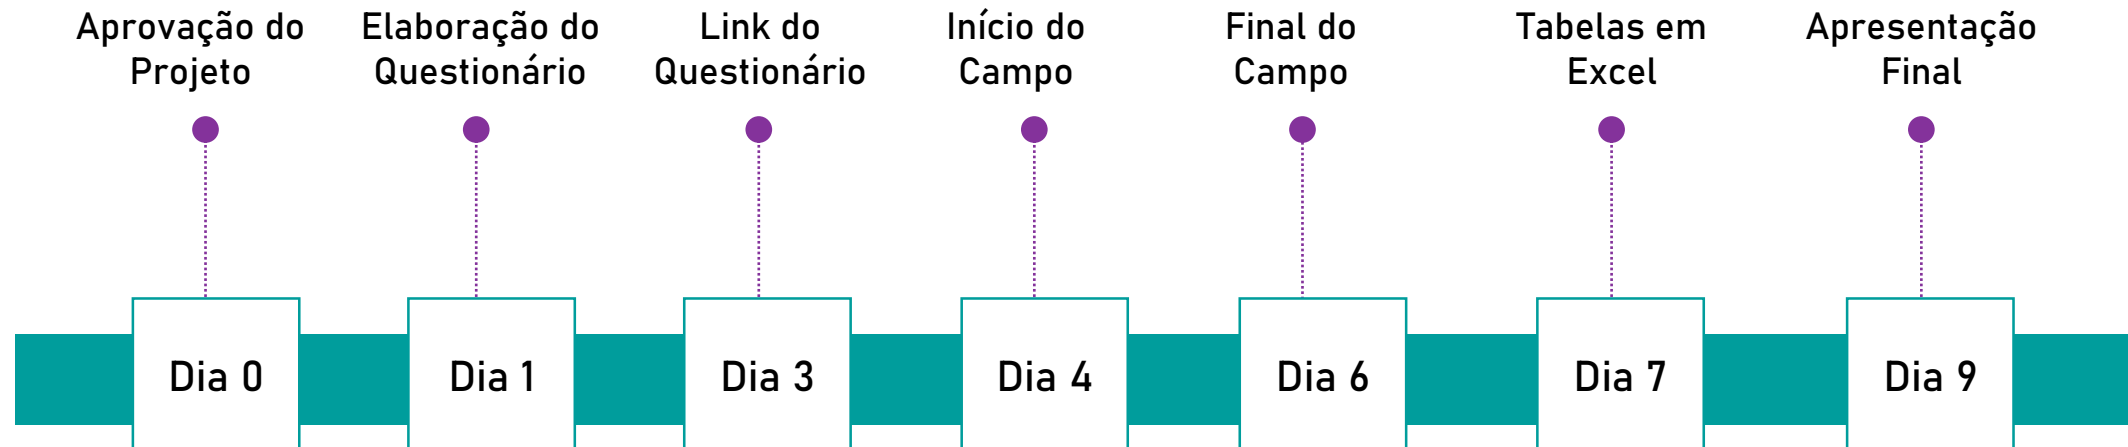 Aprovação do
Projeto
Elaboração do
Questionário
Link do
Questionário
Início do
Campo
Final do
Campo
Tabelas em
Excel
Apresentação
Final
Dia 0
Dia 1
Dia 3
Dia 4
Dia 6
Dia 7
Dia 9